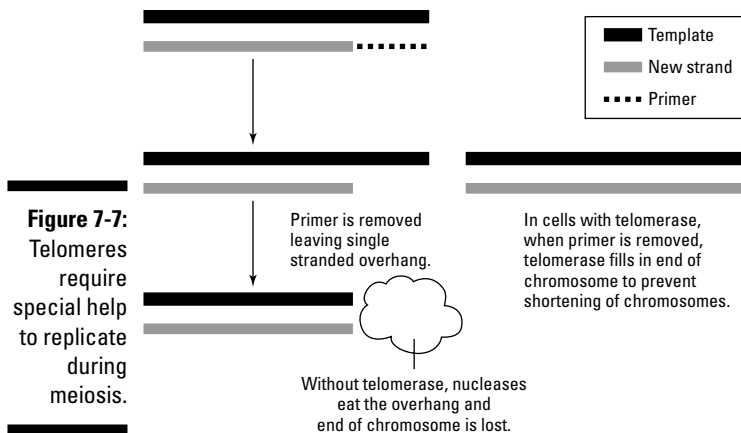 Template
New strand
Primer
Figure 7-7:
Telomeres
require
special help
to replicate
during
meiosis.
Primer is removed
leaving single
stranded overhang.
In cells with telomerase,
when primer is removed,
telomerase fills in end of
chromosome to prevent
shortening of chromosomes.
Without telomerase, nucleases
eat the overhang and
end of chromosome is lost.